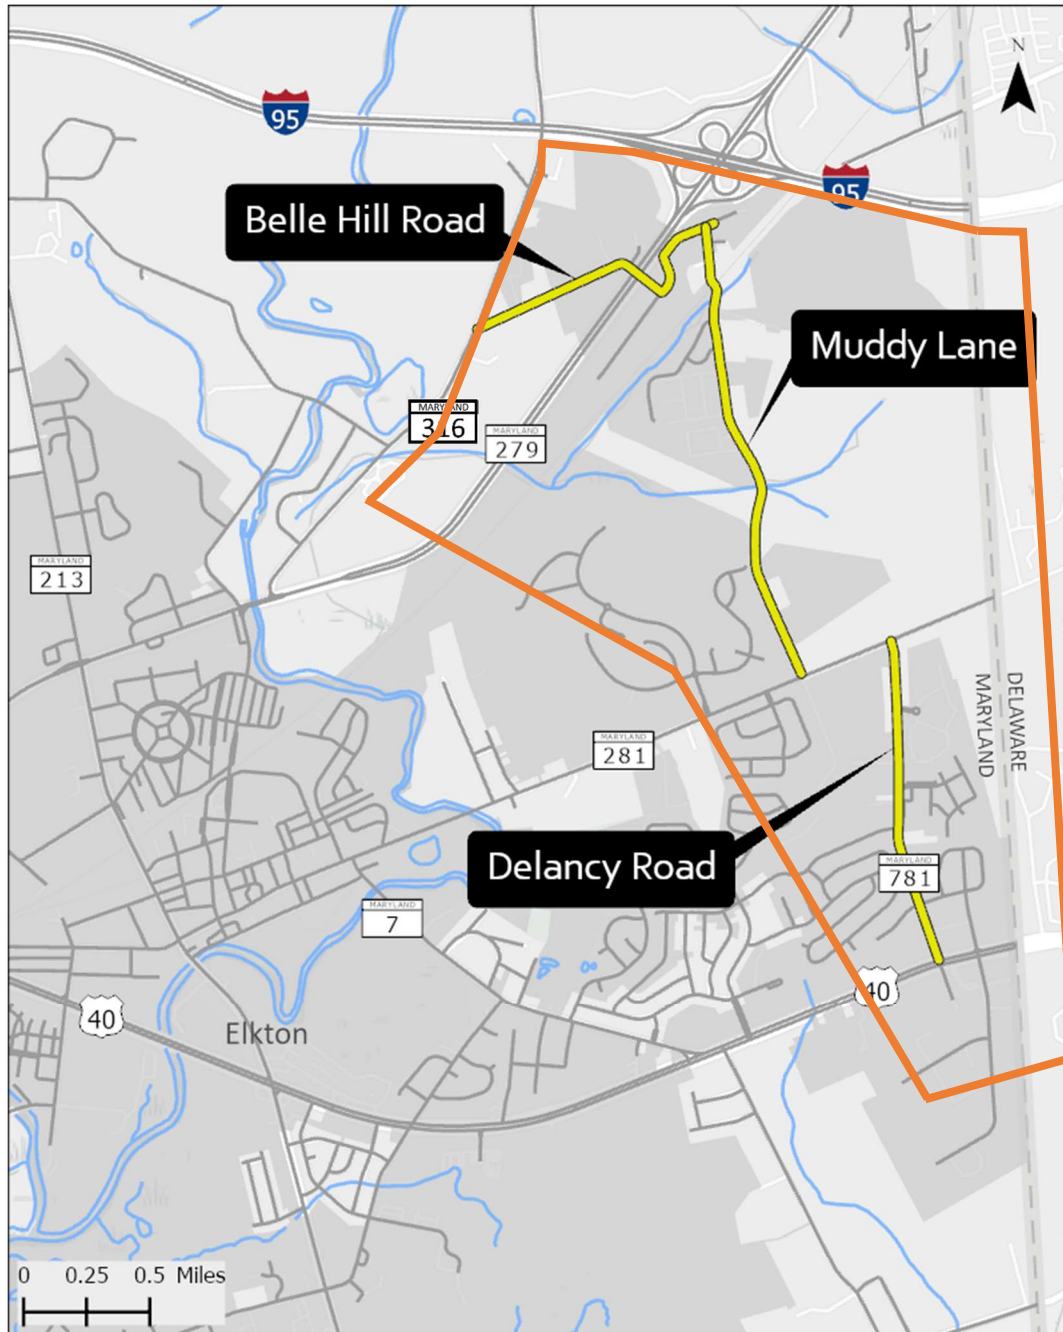 N
95
95
Belle Hill Road
Muddy Lane
MARYLAND
316
MARYLAND
279
MARYLAND
213
DELAWARE
MARYLAND
MARYLAND
281
Delancy Road
MARYLAND
781
MARYLAND
7
40
40
Elkton
0 0.25 0.5 Miles